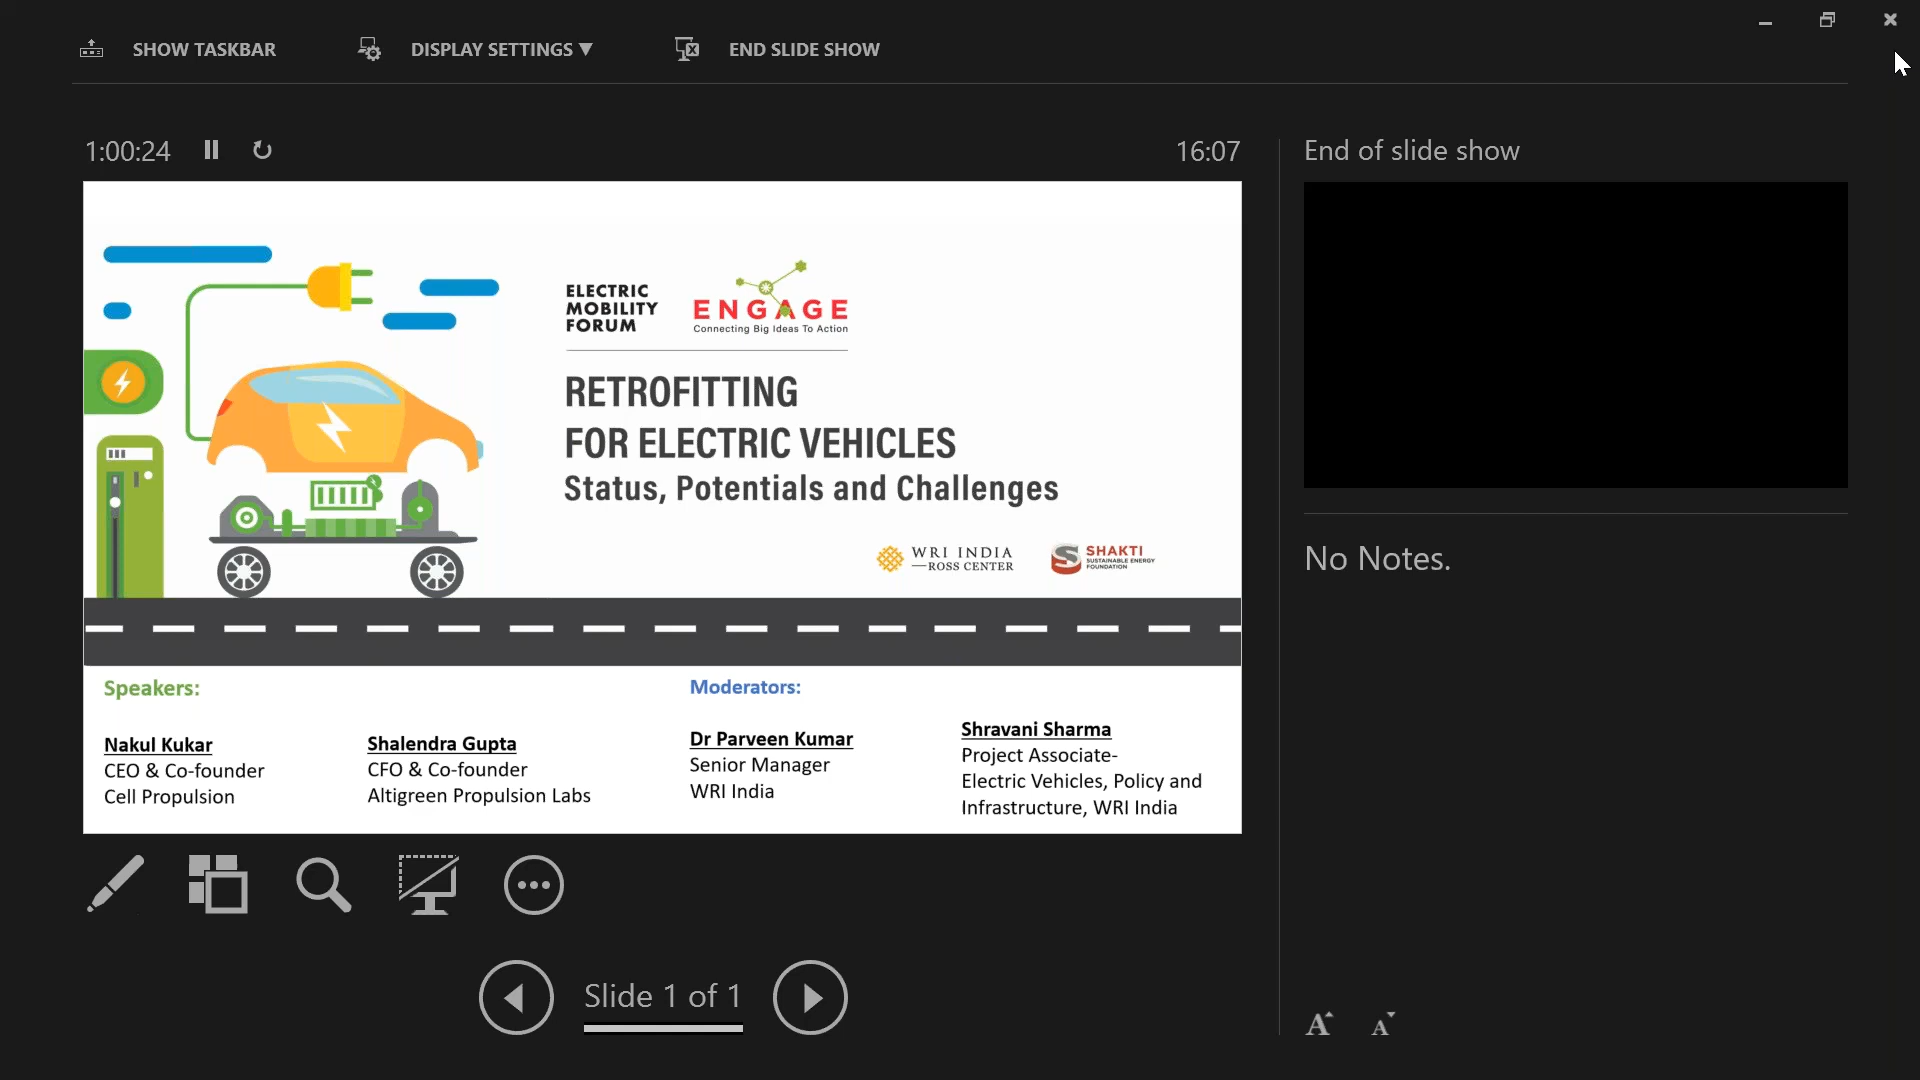 SHOW TASKBAR
DISPLAY SETTINGS ▼
END SLIDE SHOW
1:00:24
16:07
End of slide show
ELECTRIC
MOBILITY
FORUM
ENGAGE
Connecting Big Ideas To Action
RETROFITTING
FOR ELECTRIC VEHICLES
Status, Potentials and Challenges
WRI INDIA
ROSS CENTER
SHAKTI
SUSTAINABLE ENERGY
FOUNDATION
Speakers:
Nakul Kukar
CEO & Co-founder
Cell Propulsion
Shalendra Gupta
CFO & Co-founder
Altigreen Propulsion Labs
Moderators:
Dr Parveen Kumar
Senior Manager
WRI India
Shravani Sharma
Project Associate-
Electric Vehicles, Policy and
Infrastructure, WRI India
No Notes.
Slide 1 of 1
A A